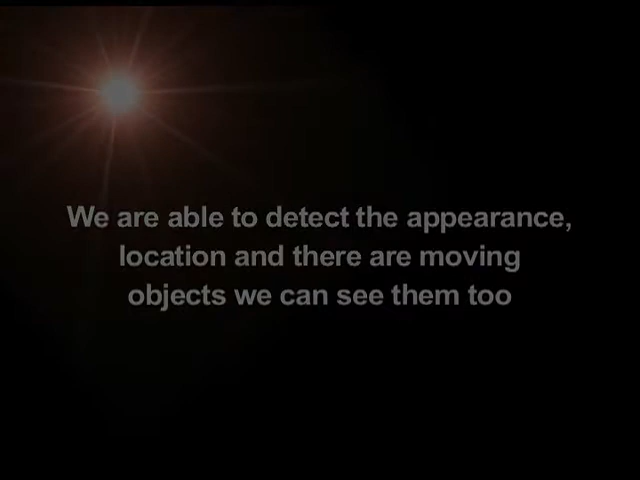 We are able to detect the appearance,
location and there are moving
objects we can see them too